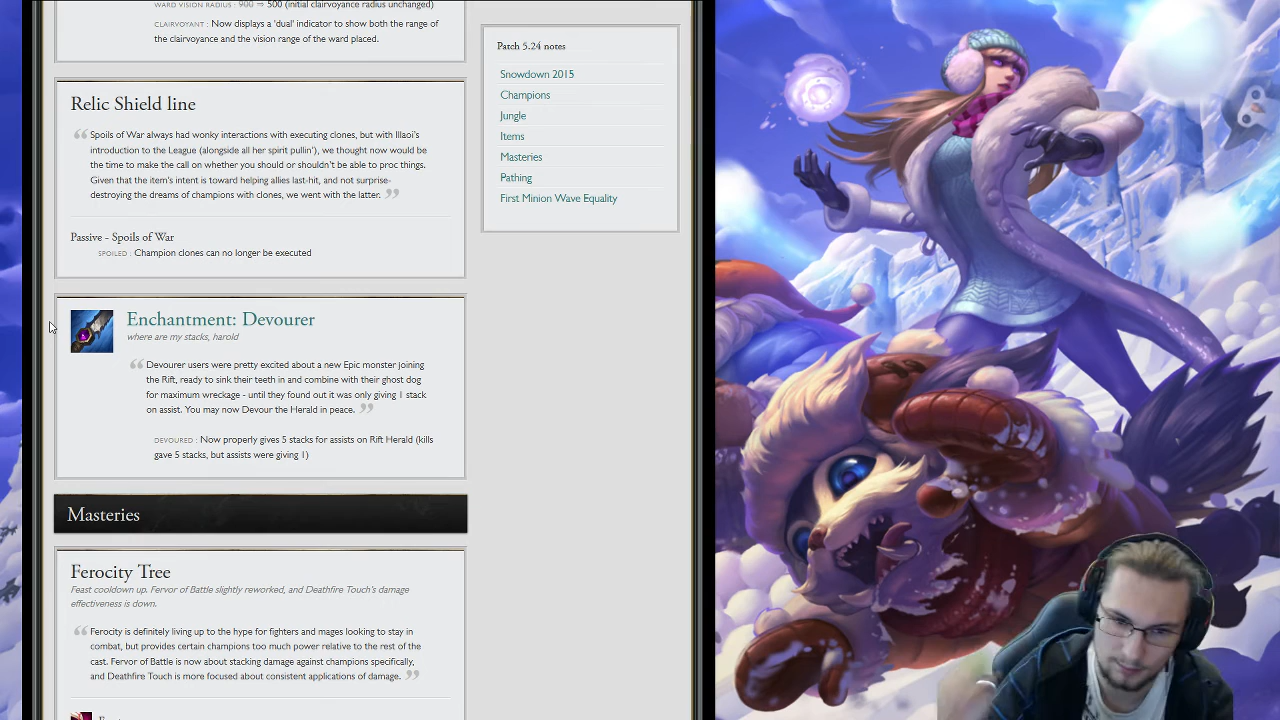 WARD VISION RADIUS : 900 ⇒ 500 (initial clairvoyance radius unchanged)
CLAIRVOYANT : Now displays a 'dual' indicator to show both the range of
the clairvoyance and the vision range of the ward placed.
Relic Shield line
Spoils of War always had wonky interactions with executing clones, but with Illaoi's
introduction to the League (alongside all her spirit pullin'), we thought now would be
the time to make the call on whether you should or shouldn't be able to proc things.
Given the item's intents toward helping allies last-hit, and not surprise-
destroying the dreams of champions with clones, we went with the latter.
Passive - Spoils of War
SPOILED : Champion clones can no longer be executed
Enchantment: Devourer
where are my stacks, harold
Devourererers were pretty excited about a new Epic monster joining
the Rift, ready to sink their teeth in and combine with their ghost dog
for maximum wreckage - until they found out it was only giving 1 stack
on assist. You may now Devour the Herald in peace.
DEVOURED : Now properly gives 5 stacks for assists on Rift Herald (kills
gave 5 stacks, but assists were giving 1)
Masteries
Ferocity Tree
Feast cooldown up. Fervor of Battle slightly reworked, and Deathfire Touch's damage
effectiveness is down.
Ferocity is definitely living up to the hype for fighters and mages looking to stay in
combat, but provides certain champions too much power relative to the rest of the
cast. Fervor of Battle is now about stacking damage against champions specifically,
and Deathfire Touch is more focused about consistent applications of damage.
Patch 5.24 notes
Snowdown 2015
Champions
Jungle
Items
Masteries
Pathing
First Minion Wave Equality